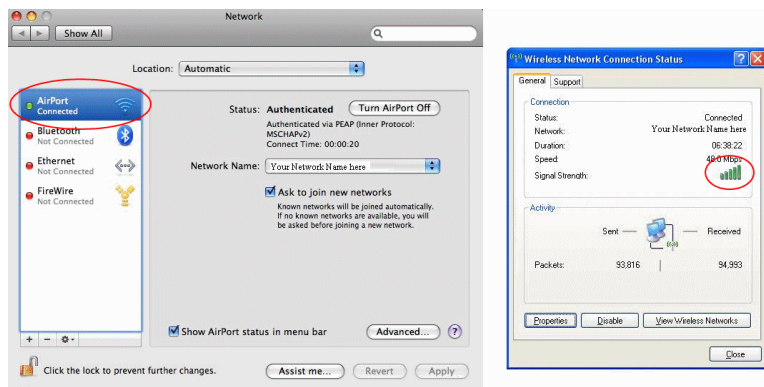 Network
Show All
Location: Automatic
AirPort
Connected
Bluetooth
Not Connected
Ethernet
Not Connected
FireWire
Not Connected
Status: Authenticated Turn AirPort Off
Authenticated via PEAP (Inner Protocol:
MSCHAPv2)
Connect Time: 00:00:20
Network Name: Your Network Name here
Ask to join new networks
Known networks will be joined automatically.
If no known networks are available, you will
be asked before joining a new network.
Show AirPort status in menu bar Advanced... ?
Click the lock to prevent further changes. Assist me... Revert Apply
Wireless Network Connection Status
General Support
Connection
Status: Connected
Network: Your Network Name here
Duration: 06:38:22
Speed: 48.0 Mbps
Signal Strength:
Activity
Sent Received
Packets: 93,816 94,993
Properties Disable View Wireless Networks
Close